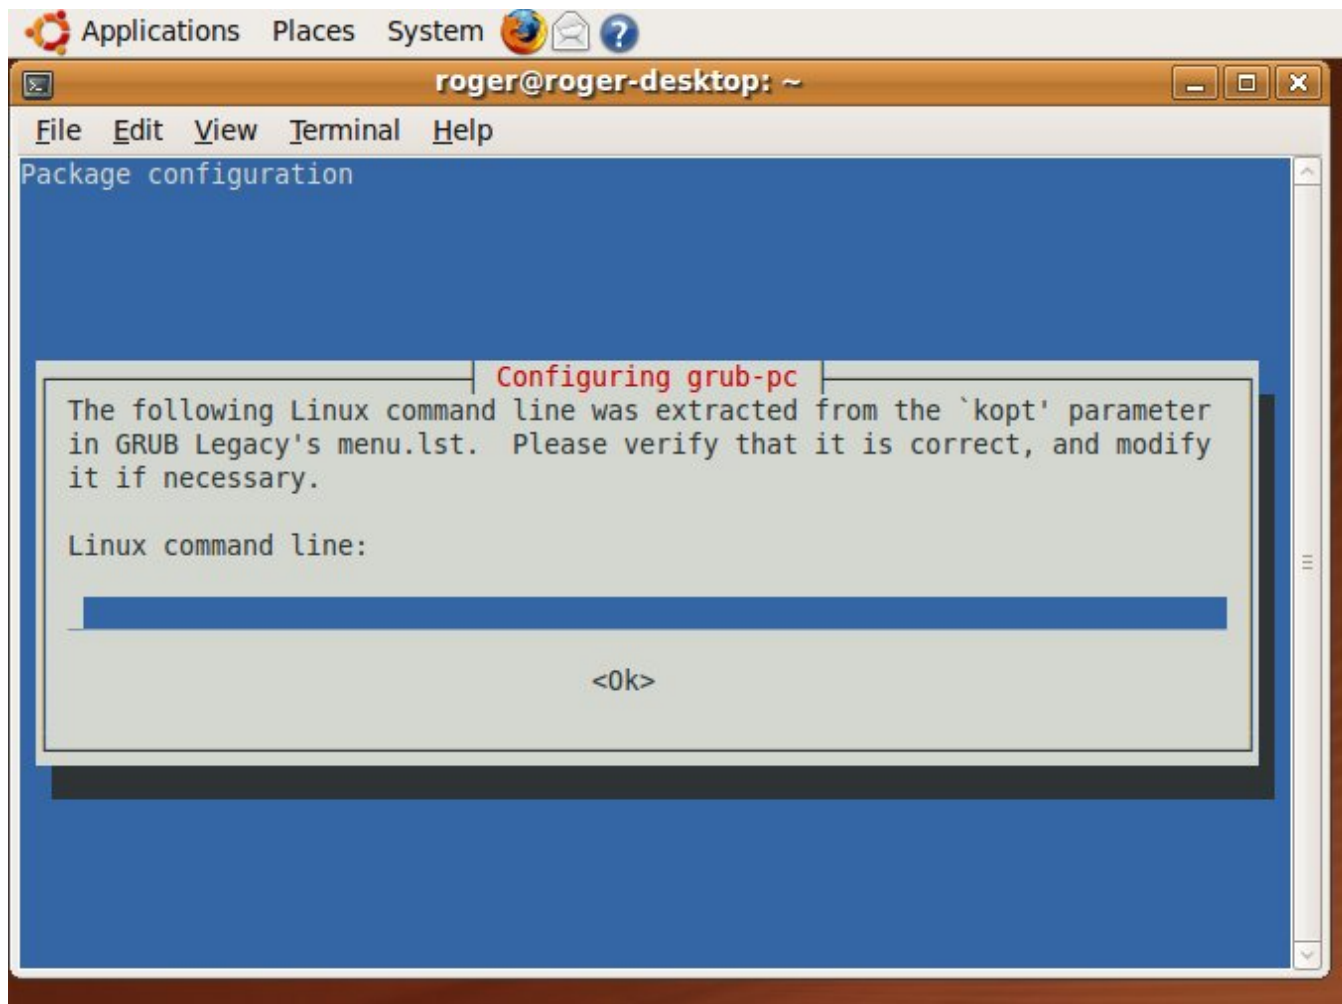 Applications Places System
roger@roger-desktop: ~
File Edit View Terminal Help
Package configuration
Configuring grub-pc
The following Linux command line was extracted from the `kopt' parameter
in GRUB Legacy's menu.lst.  Please verify that it is correct, and modify
it if necessary.
Linux command line:
<Ok>